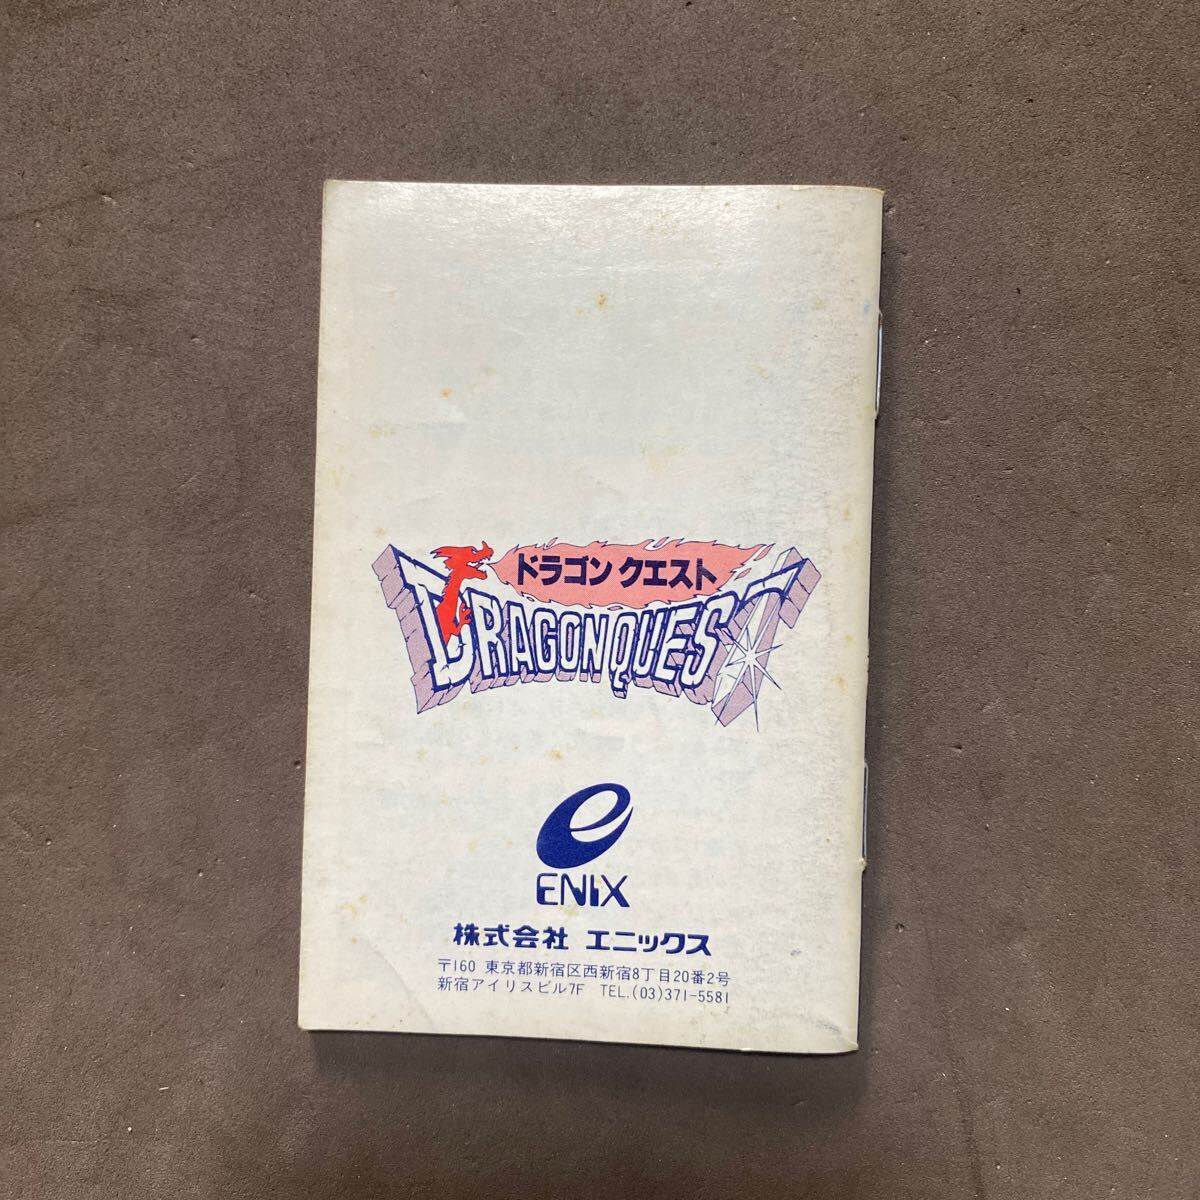 ドラゴン クエスト
DRAGONQUEST
ENIX
株式会社 エニックス
〒160 東京都新宿区西新宿8丁目20番2号
新宿アイリスビル7F TEL.(03)371-5581